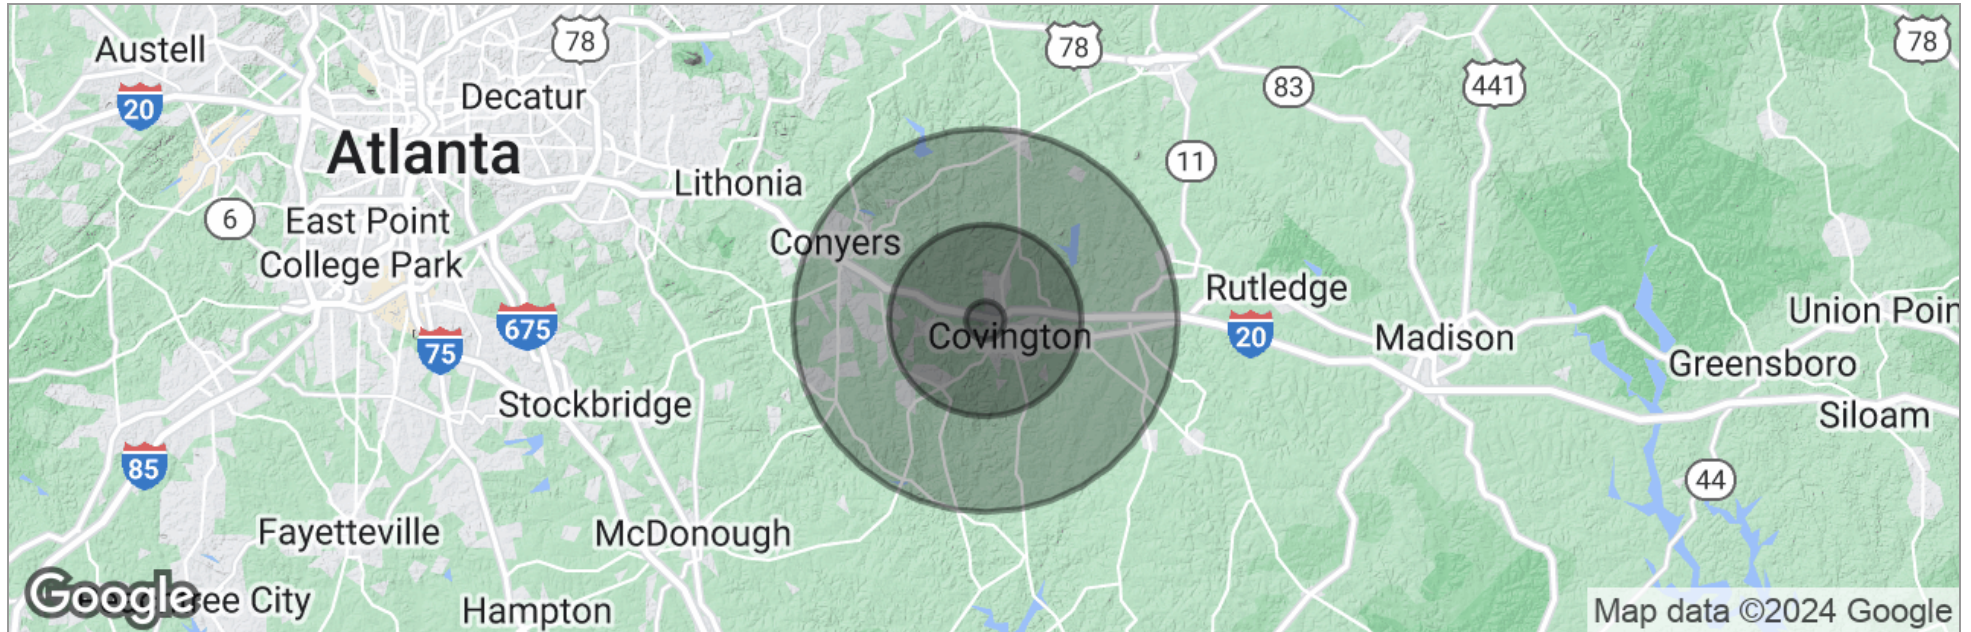 78
78
78
Austell
83
441
20
Decatur
Atlanta
11
Lithonia
6
East Point
Conyers
College Park
Rutledge
Union Poin
675
20
Covington
Madison
75
Greensboro
Stockbridge
Siloam
85
44
Fayetteville
McDonough
Google
ree City
Hampton
Map data ©2024 Google